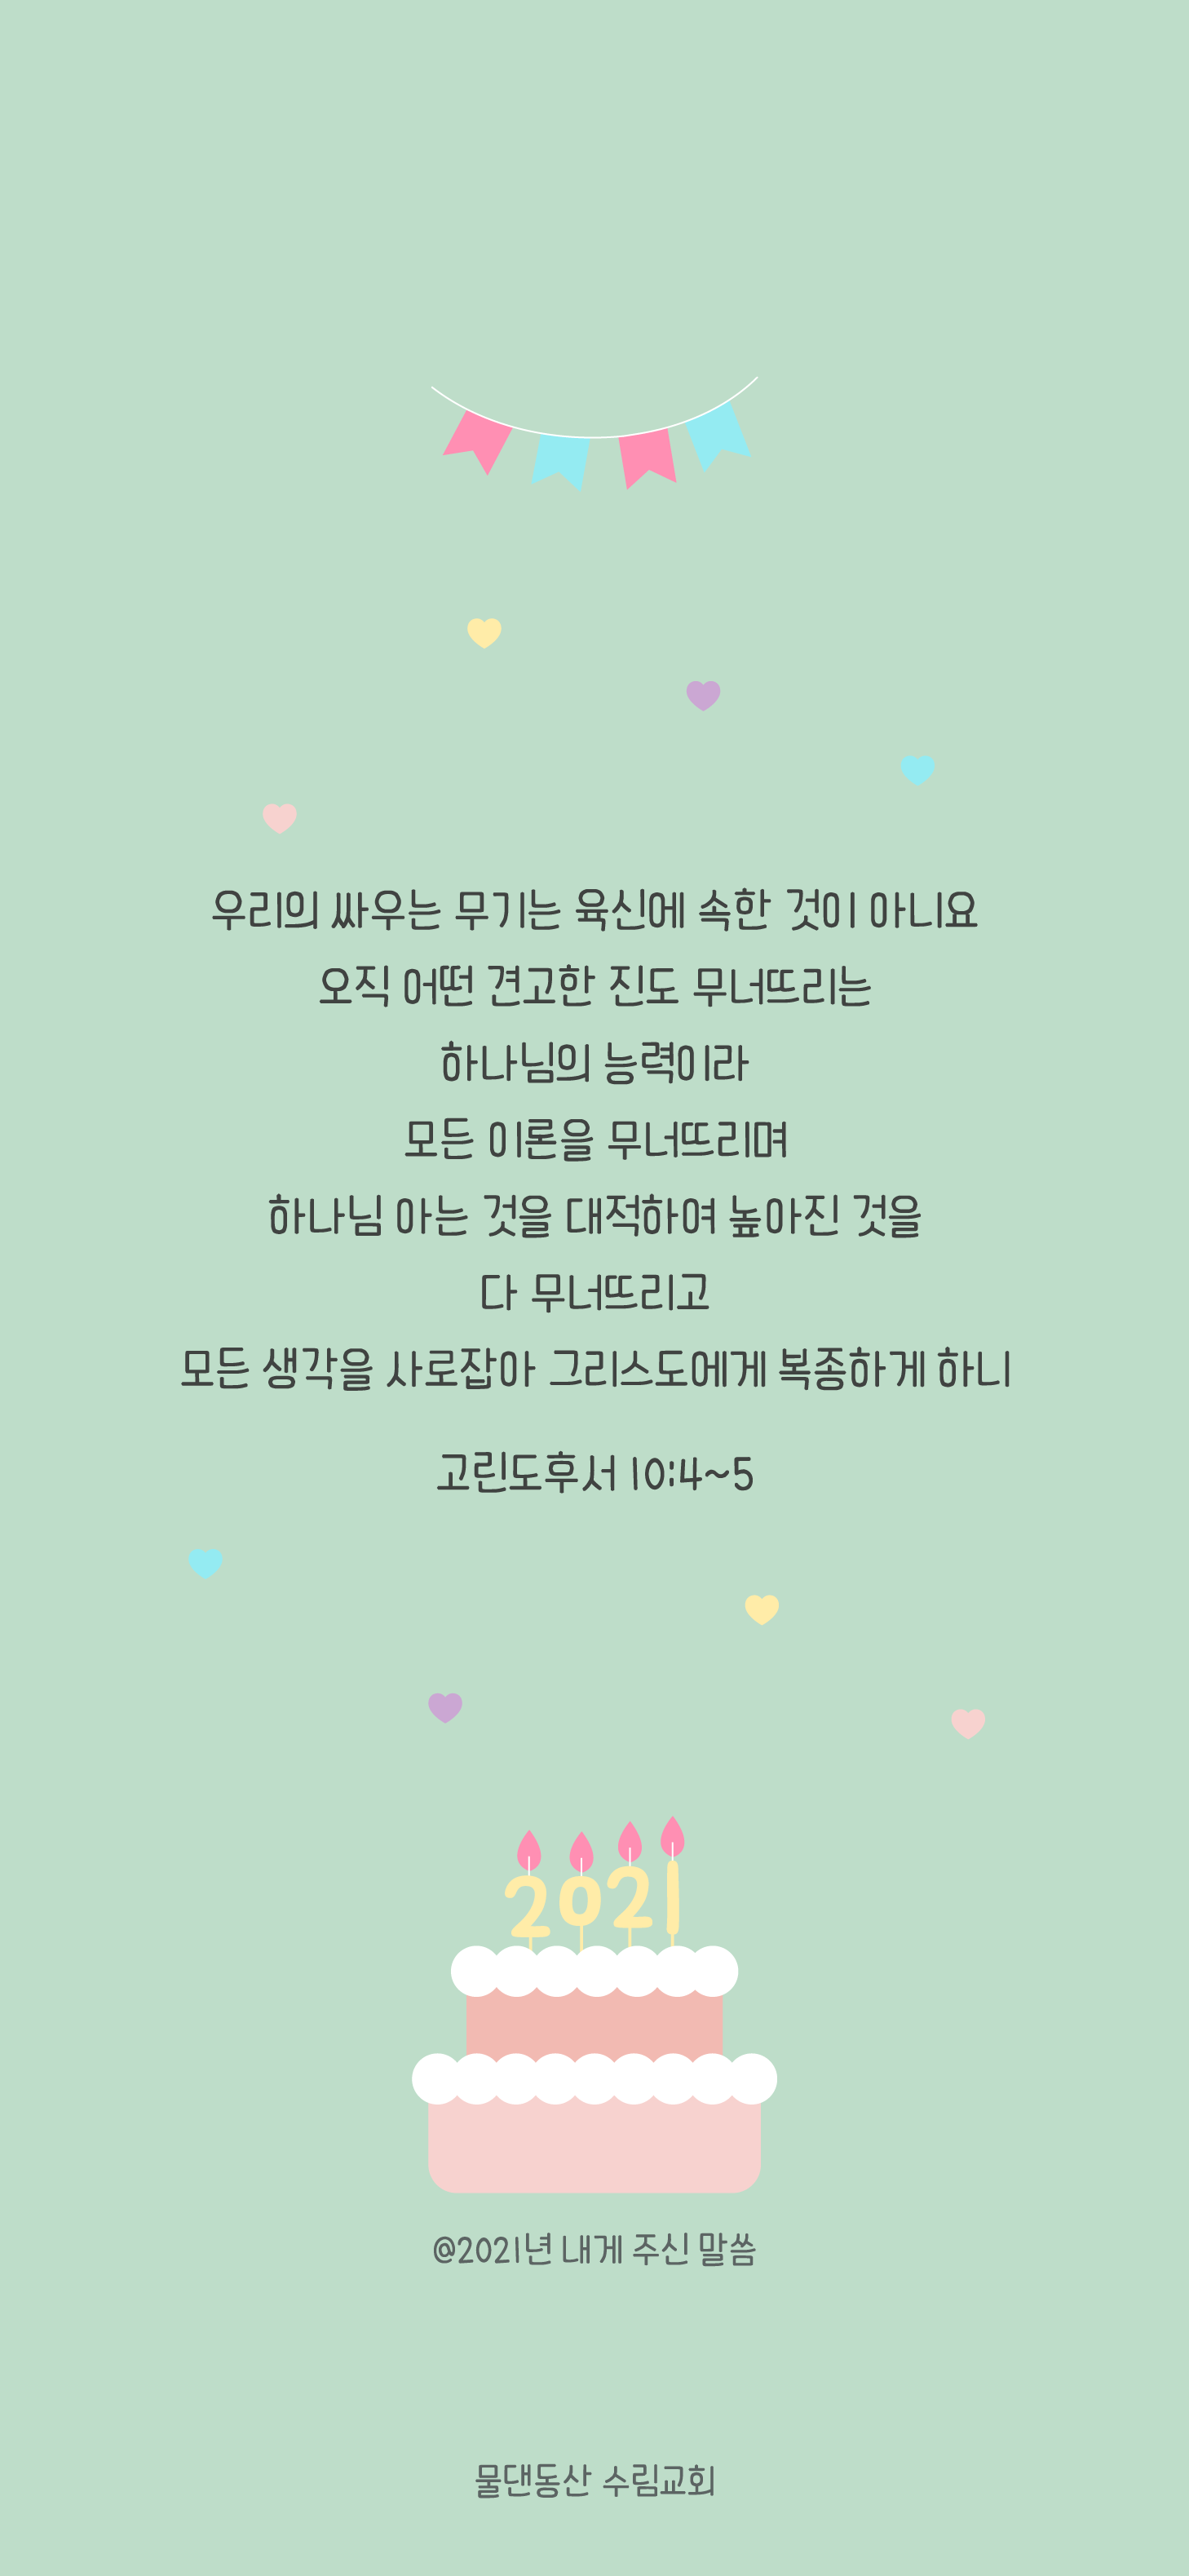 우리의 싸우는 무기는 육신에 속한 것이 아니요
오직 어떤 견고한 진도 무너뜨리는
하나님의 능력이라
모든 이론을 무너뜨리며
하나님 아는 것을 대적하여 높아진 것을
다 무너뜨리고
모든 생각을 사로잡아 그리스도에게 복종하게 하니
고린도후서 10:4~5
2021
@2021년 내게 주신 말씀
물댄동산 수림교회